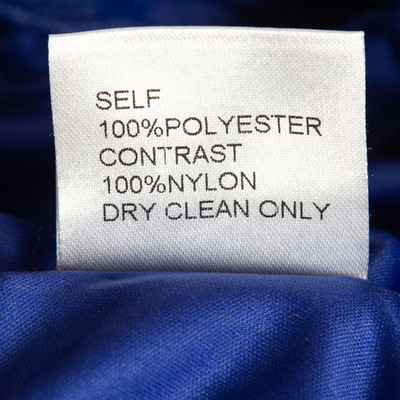 SELF
100%POLYESTER
CONTRAST
100%NYLON
DRY CLEAN ONLY